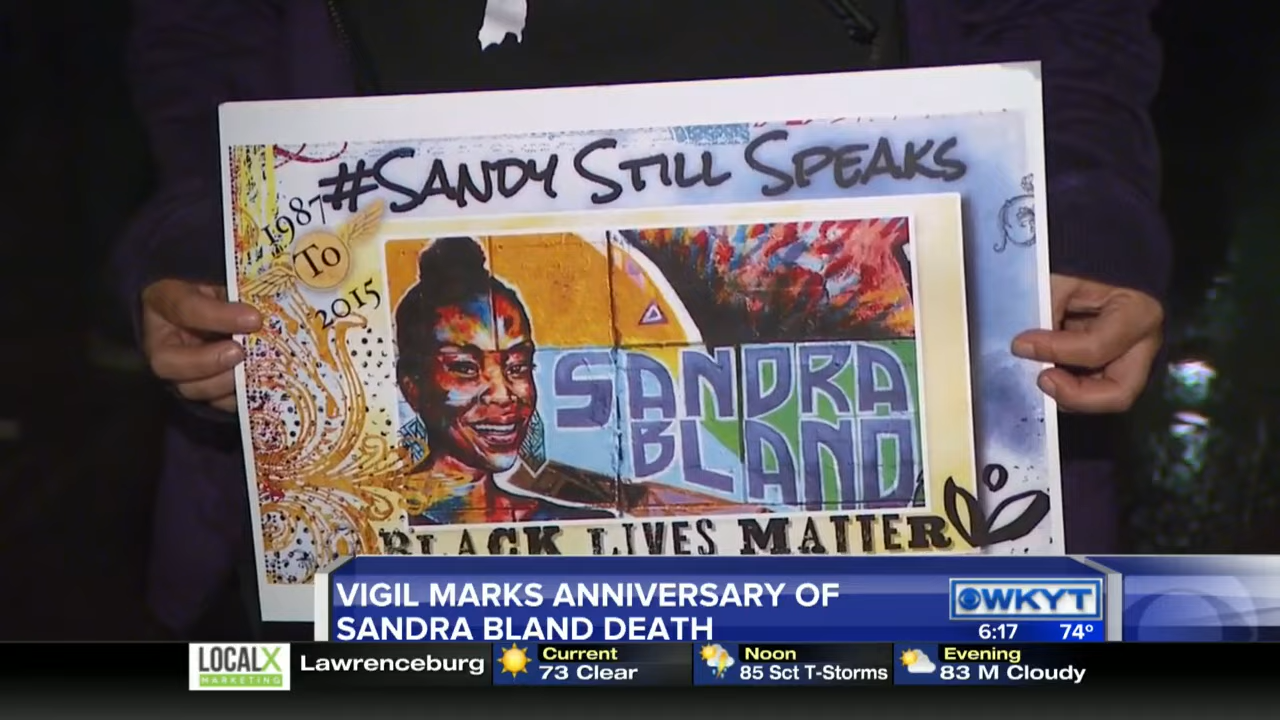 #SANDY STILL SPEAKS
1987
To
2015
SANDRA
BLAND
BLACK LIVES MATTER
VIGIL MARKS ANNIVERSARY OF
SANDRA BLAND DEATH
WKYT
6:17 74°
LOCALX
MARKETING
Lawrenceburg
Current
73 Clear
Noon
85 Sct T-Storms
Evening
83 M Cloudy